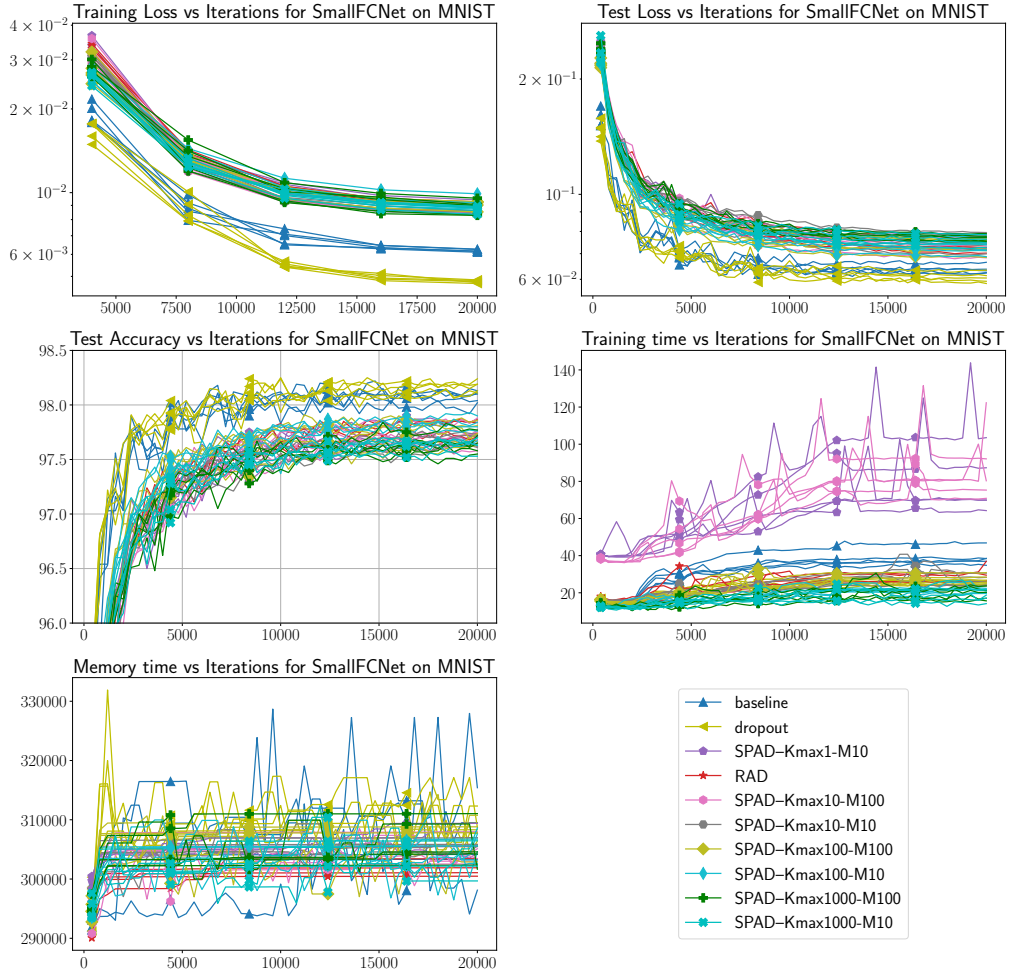 Training Loss vs Iterations for SmallFCNet on MNIST
4 × 10⁻²
3 × 10⁻²
2 × 10⁻²
10⁻²
6 × 10⁻³
5000 7500 10000 12500 15000 17500 20000
Test Loss vs Iterations for SmallFCNet on MNIST
2 × 10⁻¹
10⁻¹
6 × 10⁻²
0 5000 10000 15000 20000
Test Accuracy vs Iterations for SmallFCNet on MNIST
98.5
98.0
97.5
97.0
96.5
96.0
0 5000 10000 15000 20000
Training time vs Iterations for SmallFCNet on MNIST
140
120
100
80
60
40
20
0 5000 10000 15000 20000
Memory time vs Iterations for SmallFCNet on MNIST
330000
320000
310000
300000
290000
0 5000 10000 15000 20000
baseline
dropout
SPAD–Kmax1-M10
RAD
SPAD–Kmax10-M100
SPAD–Kmax10-M10
SPAD–Kmax100-M100
SPAD–Kmax100-M10
SPAD–Kmax1000-M100
SPAD–Kmax1000-M10